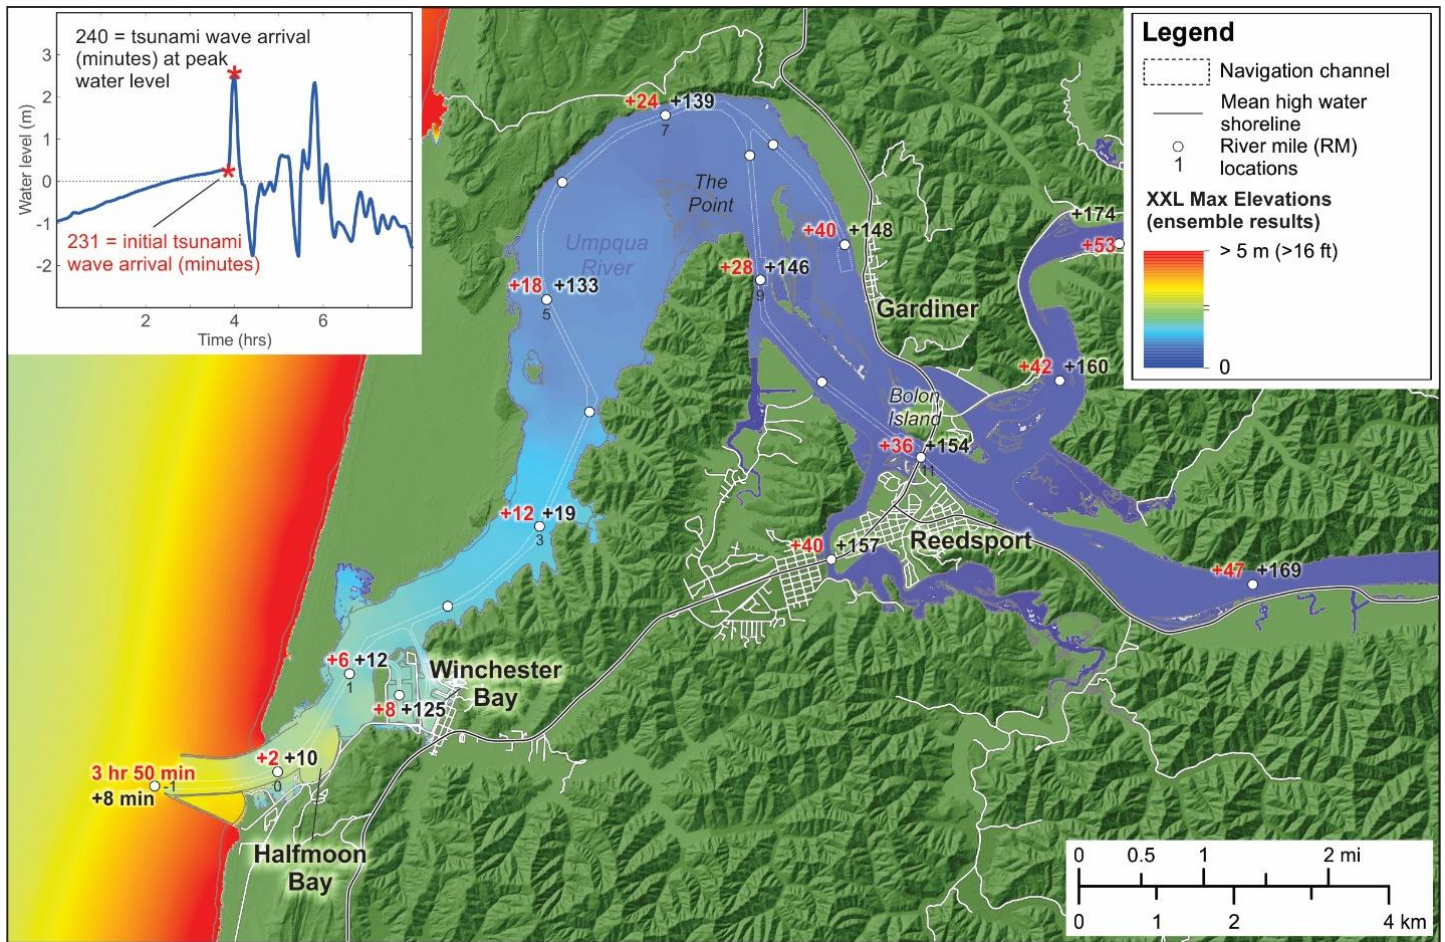 240 = tsunami wave arrival
(minutes) at peak
water level
3
2
1
0
-1
-2
Water level (m)
231 = initial tsunami
wave arrival (minutes)
2
4
6
Time (hrs)
Legend
Navigation channel
Mean high water
shoreline
River mile (RM)
1
locations
XXL Max Elevations
(ensemble results)
> 5 m (>16 ft)
0
+24 +139
7
The
Point
Umpqua
River
+40 +148
+174
+53
+28 +146
9
+18 +133
5
Gardiner
+42 +160
Bolon
Island
+36 +154
11
+12 +19
3
Reedsport
+40 +157
+47 +169
+6 +12
1
Winchester
Bay
+8 +125
+2 +10
0
3 hr 50 min
-1
+8 min
Halfmoon
Bay
0 0.5 1 2 mi
0 1 2 4 km